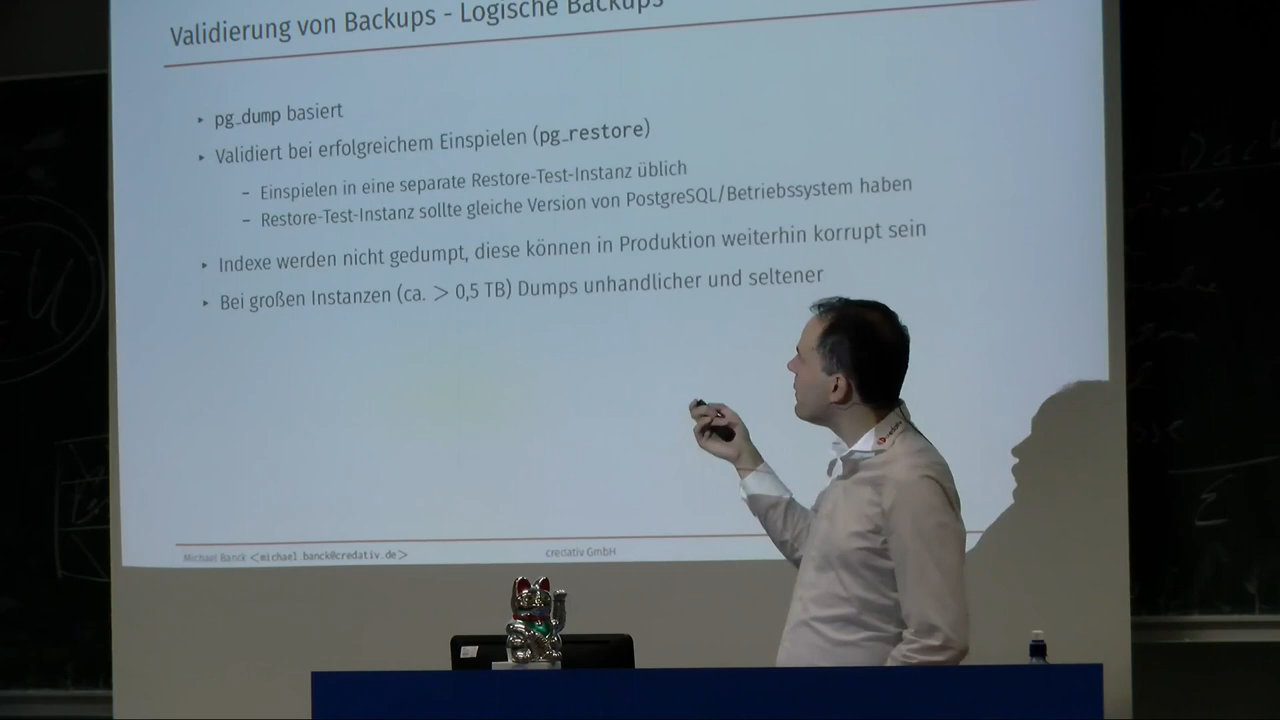 Validierung von Backups - Logische Backups
‣ pg_dump basiert
‣ Validiert bei erfolgreichem Einspielen (pg_restore)
– Einspielen in eine separate Restore-Test-Instanz üblich
– Restore-Test-Instanz sollte gleiche Version von PostgreSQL/Betriebssystem haben
‣ Indexe werden nicht gedumpt, diese können in Produktion weiterhin korrupt sein
‣ Bei großen Instanzen (ca. > 0,5 TB) Dumps unhandlicher und seltener
Michael Banck <michael.banck@credativ.de> credativ GmbH